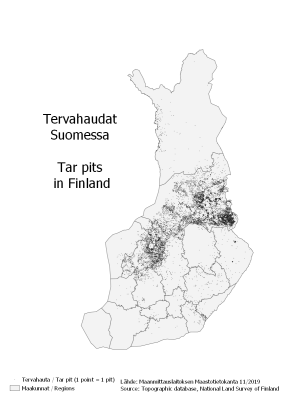 Tervahaudat
Suomessa
Tar pits
in Finland
Tervahauta / Tar pit (1 point = 1 pit)
Maakunnat / Regions
Lähde: Maanmittauslaitoksen Maastotietokanta 11/2019
Source: Topographic database, National Land Survey of Finland